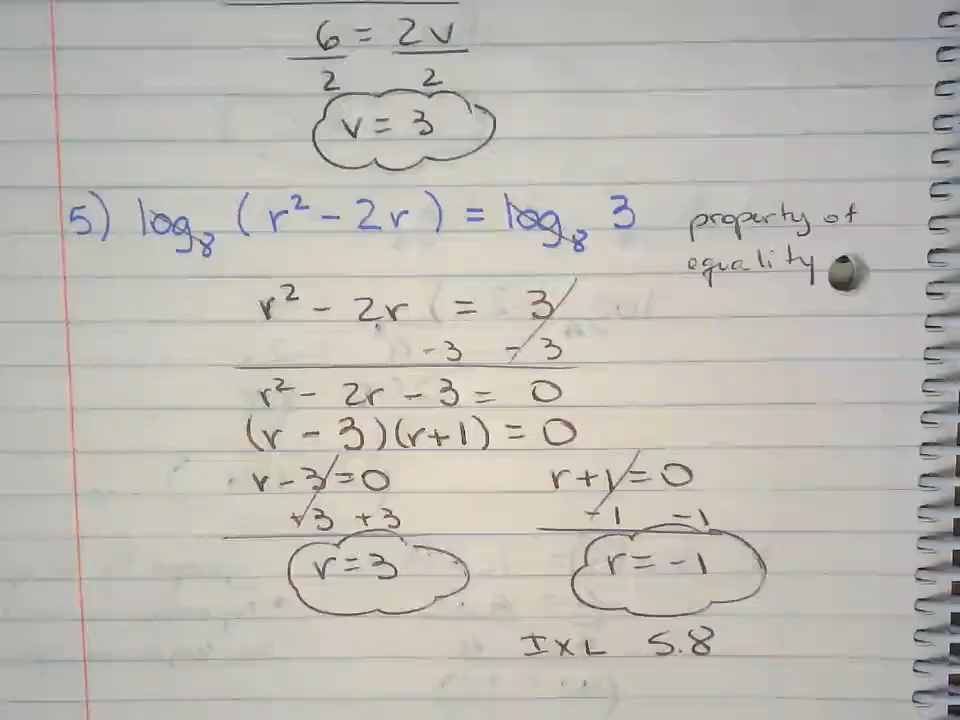 6 = 2v
2 2
v = 3
5) log₈ (r² - 2r) = log₈ 3 property of
equality
r² - 2r = 3
-3 -3
r² - 2r - 3 = 0
(r - 3)(r+1) = 0
r - 3 = 0 r + 1 = 0
+3 +3 -1 -1
r = 3 r = -1
IXL S.8